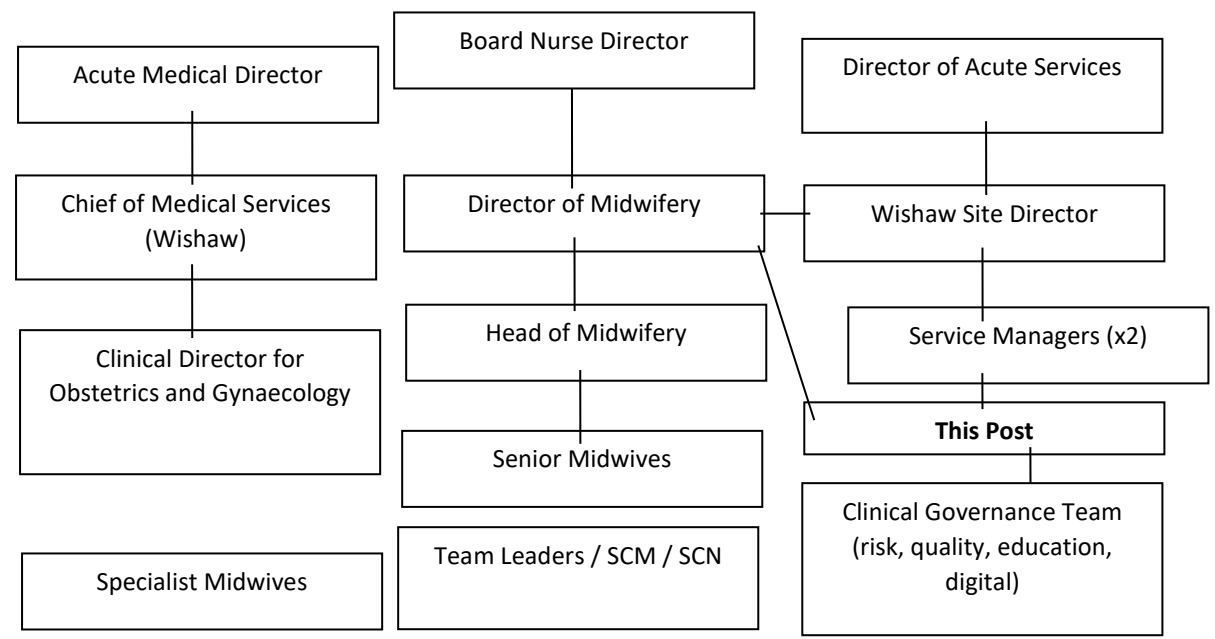 Board Nurse Director
Acute Medical Director
Director of Acute Services
Chief of Medical Services
(Wishaw)
Director of Midwifery
Wishaw Site Director
Head of Midwifery
Service Managers (x2)
Clinical Director for
Obstetrics and Gynaecology
This Post
Senior Midwives
Clinical Governance Team
(risk, quality, education,
digital)
Team Leaders / SCM / SCN
Specialist Midwives